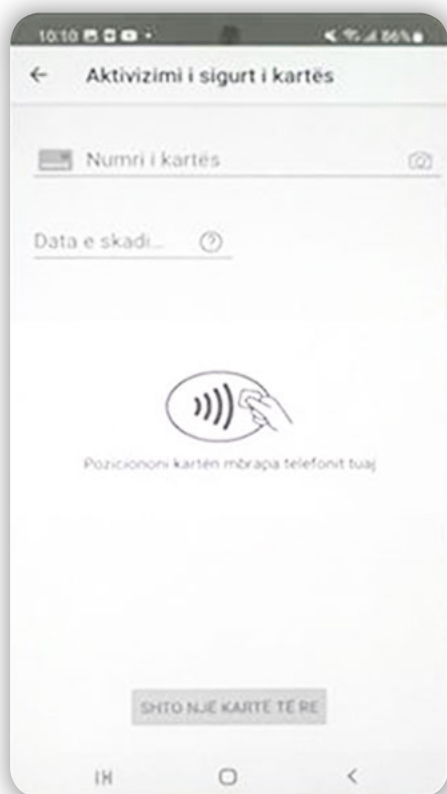 10:10 86%
Aktivizimi i sigurt i kartës
Numri i kartës
Data e skadi...
Poziciononi kartën mbrapa telefonit tuaj
SHTO NJË KARTË TË RE